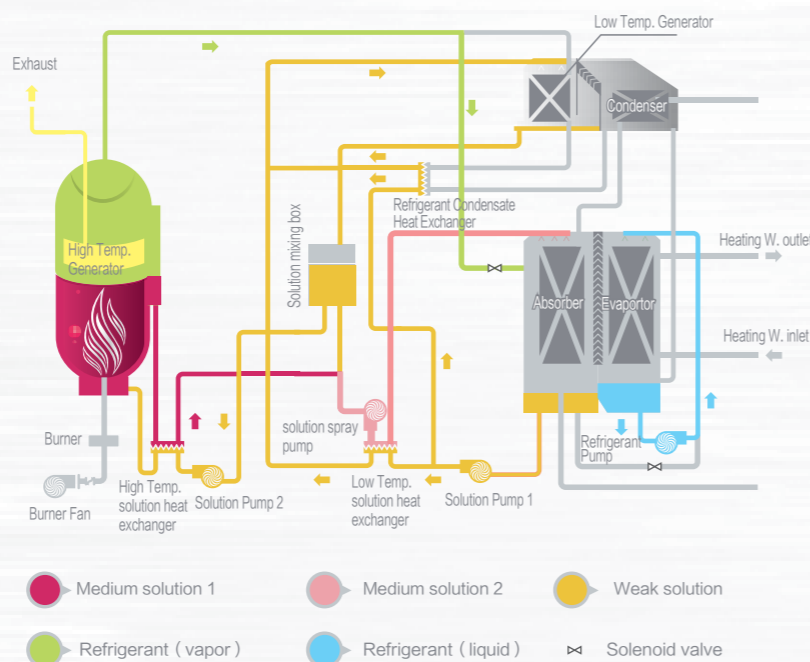 Low Temp. Generator
Exhaust
Condenser
Refrigerant Condensate
Heat Exchanger
Solution mixing box
High Temp.
Generator
Heating W. outlet
Absorber
Evaportor
Heating W. inlet
solution spray
pump
Burner
Refrigerant
Pump
High Temp.
solution heat
exchanger
Solution Pump 2
Low Temp.
solution heat
exchanger
Solution Pump 1
Burner Fan
Medium solution 1
Medium solution 2
Weak solution
Refrigerant ( vapor )
Refrigerant ( liquid )
Solenoid valve